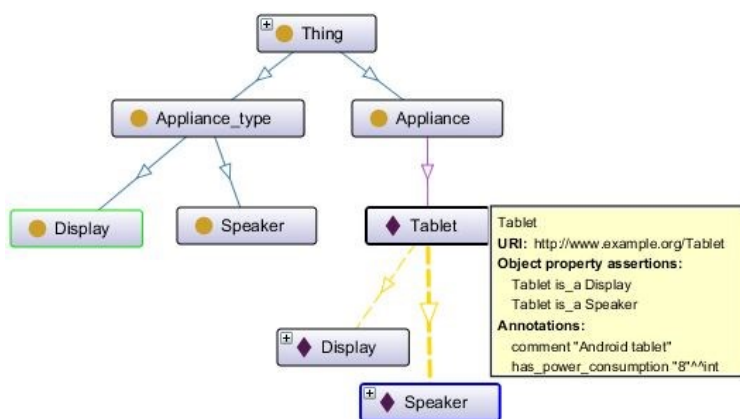 Thing
Appliance_type
Appliance
Display
Speaker
Tablet
Tablet
URI: http://www.example.org/Tablet
Object property assertions:
Tablet is_a Display
Tablet is_a Speaker
Annotations:
comment "Android tablet"
has_power_consumption "8"^^int
Display
Speaker